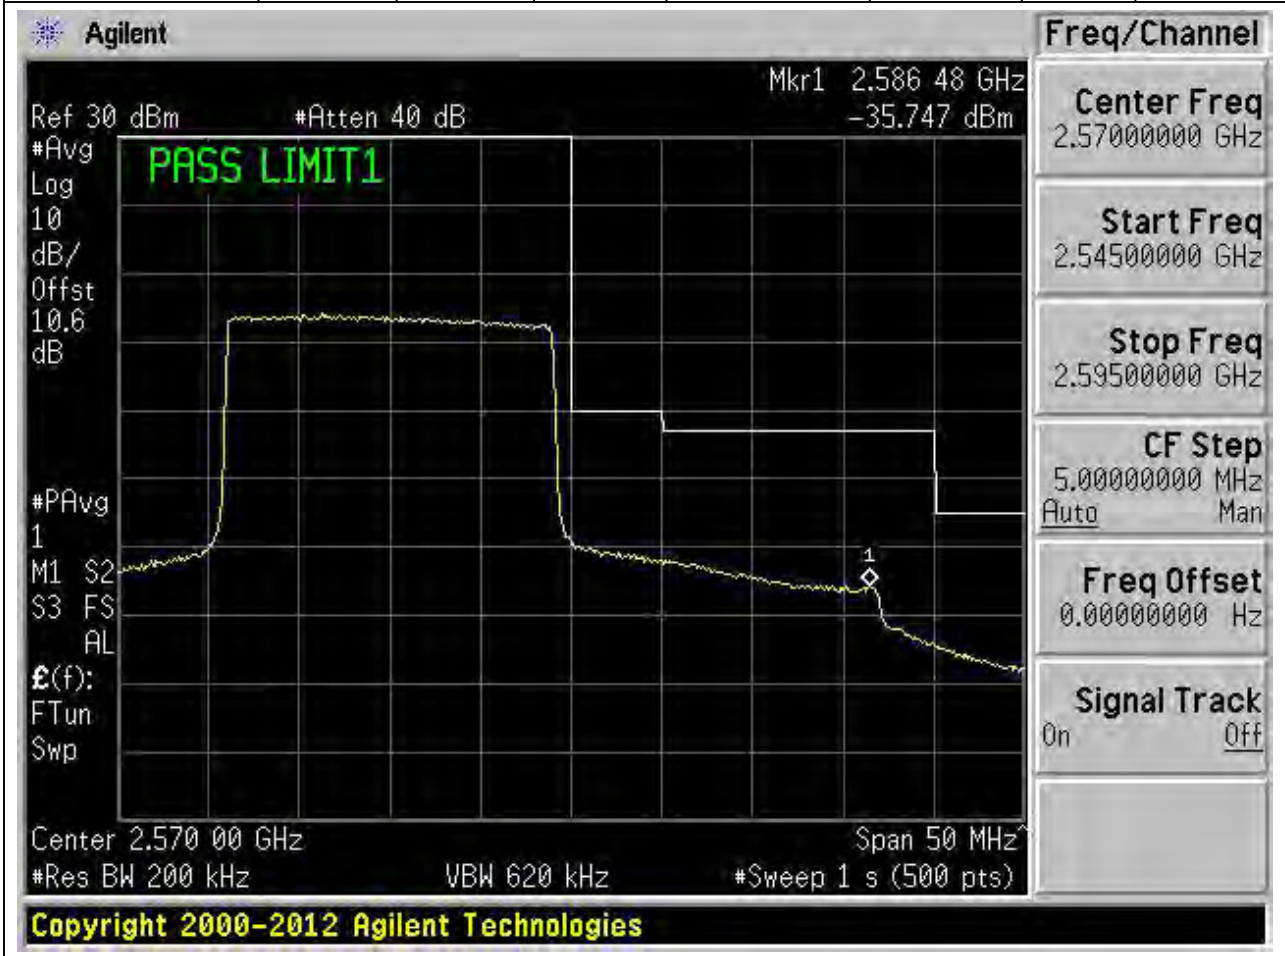 Agilent
Freq/Channel
Mkr1 2.586 48 GHz
Ref 30 dBm #Atten 40 dB -35.747 dBm
#Avg
Log
10
dB/
Offst
10.6
dB
PASS LIMIT1
#PAvg
1
M1 S2
S3 FS
AL
£(f):
FTun
Swp
1
Center 2.570 00 GHz Span 50 MHz^
#Res BW 200 kHz VBW 620 kHz #Sweep 1 s (500 pts)
Copyright 2000-2012 Agilent Technologies
Center Freq
2.57000000 GHz
Start Freq
2.54500000 GHz
Stop Freq
2.59500000 GHz
CF Step
5.00000000 MHz
Auto Man
Freq Offset
0.00000000 Hz
Signal Track
On Off